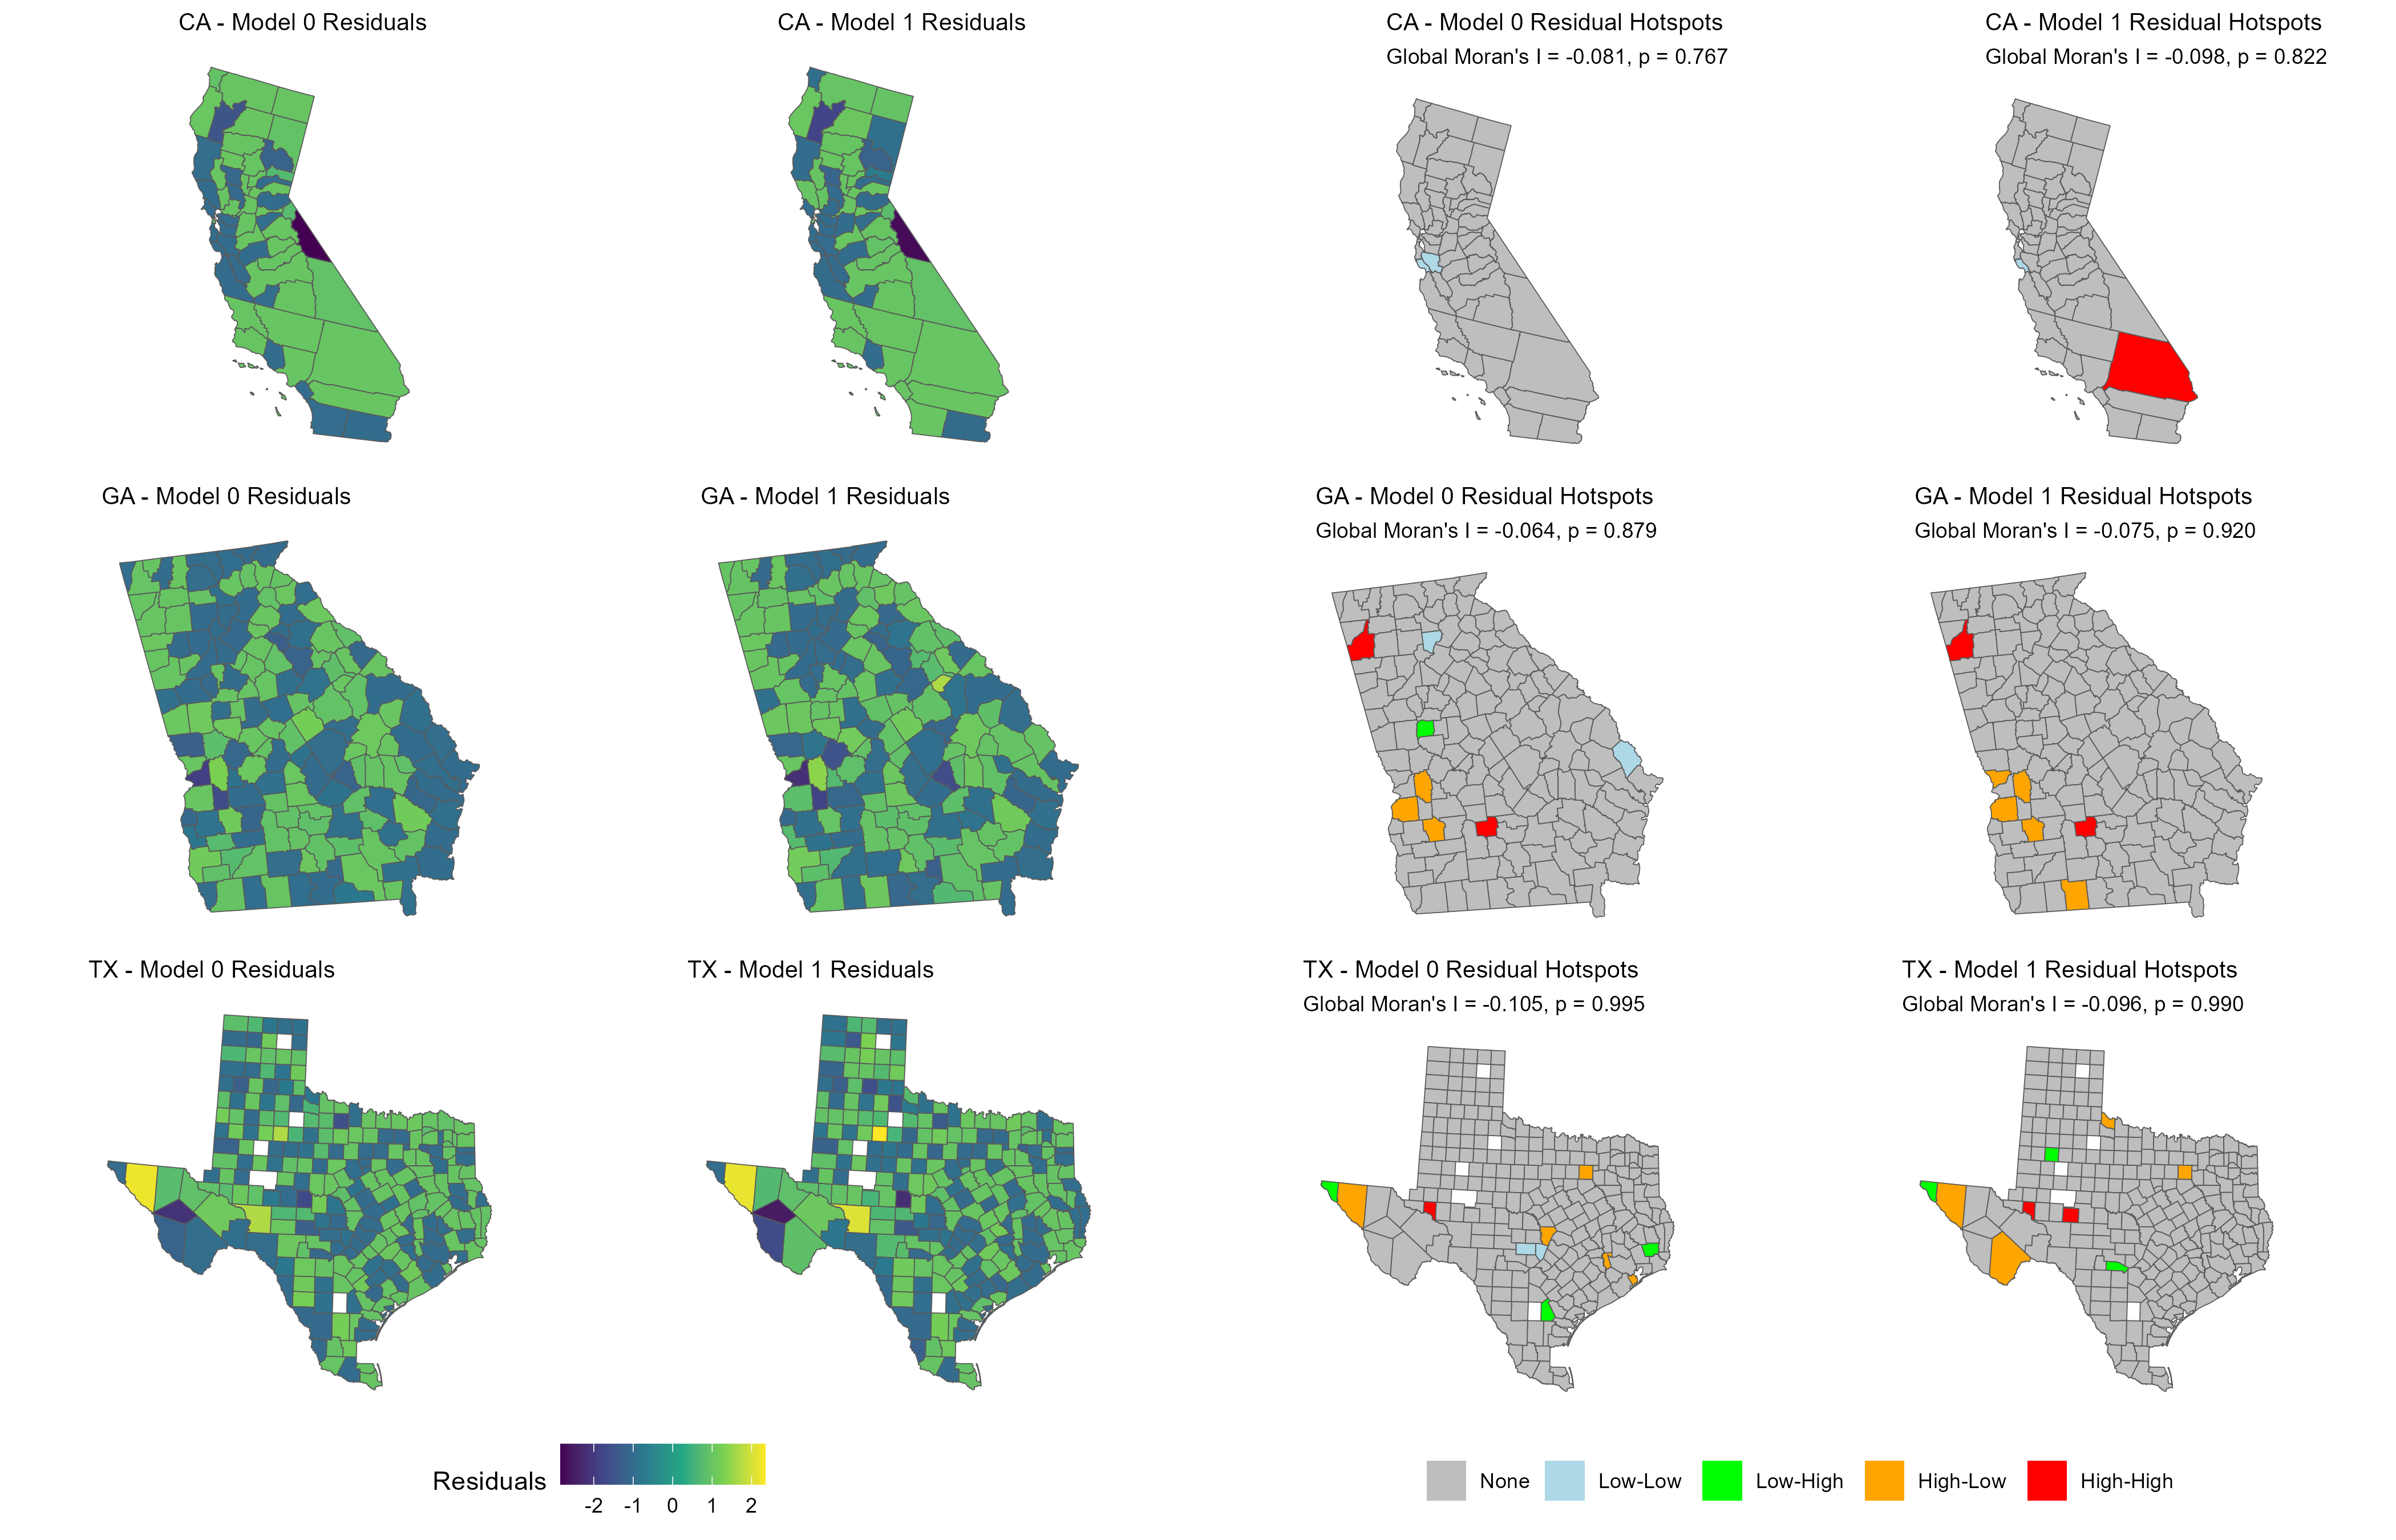 CA - Model 0 Residuals
CA - Model 1 Residuals
CA - Model 0 Residual Hotspots
Global Moran's I = -0.081, p = 0.767
CA - Model 1 Residual Hotspots
Global Moran's I = -0.098, p = 0.822
GA - Model 0 Residuals
GA - Model 1 Residuals
GA - Model 0 Residual Hotspots
Global Moran's I = -0.064, p = 0.879
GA - Model 1 Residual Hotspots
Global Moran's I = -0.075, p = 0.920
TX - Model 0 Residuals
TX - Model 1 Residuals
TX - Model 0 Residual Hotspots
Global Moran's I = -0.105, p = 0.995
TX - Model 1 Residual Hotspots
Global Moran's I = -0.096, p = 0.990
Residuals
-2 -1 0 1 2
None Low-Low Low-High High-Low High-High